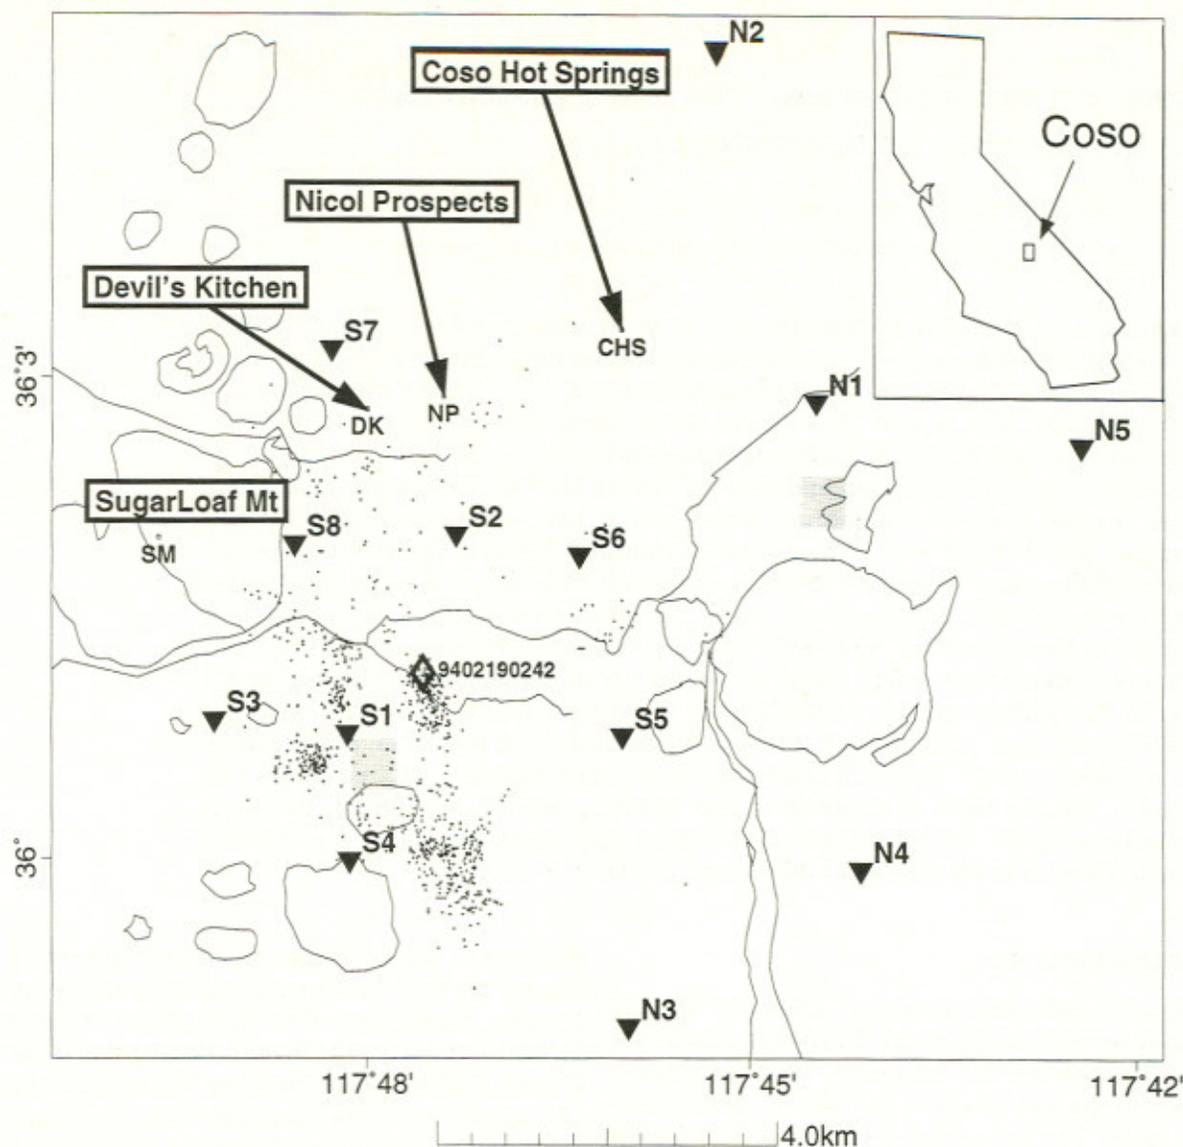 N2
Coso Hot Springs
Coso
Nicol Prospects
Devil's Kitchen
S7
CHS
36°3'
N1
NP
DK
N5
SugarLoaf Mt
S8
S2
S6
SM
9402190242
S3
S1
S5
S4
36°
N4
N3
117°48'
117°45'
117°42'
4.0km